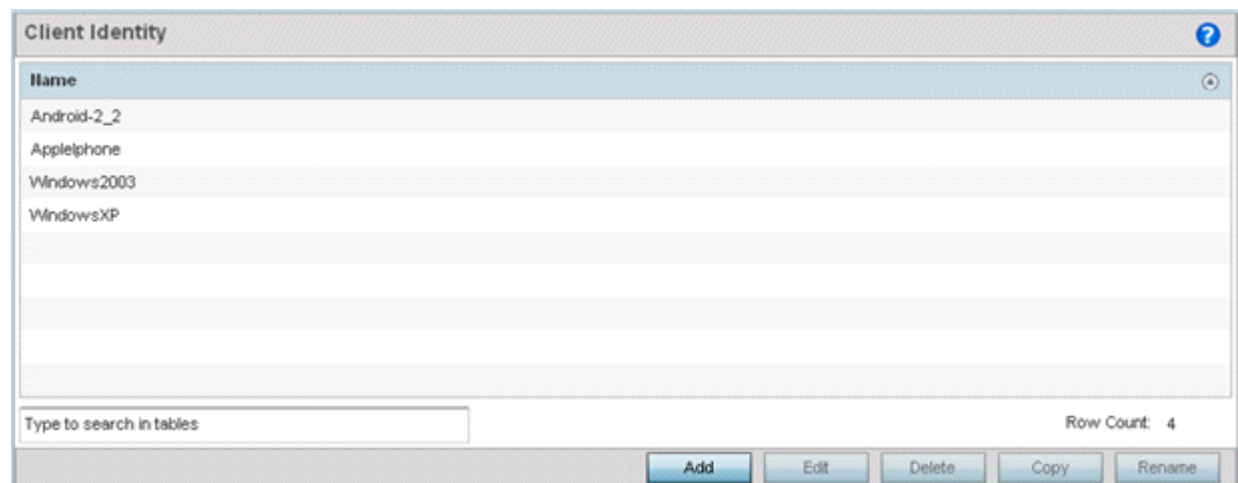 Client Identity
?
Name
Android-2_2
AppleIphone
Windows2003
WindowsXP
Type to search in tables
Row Count: 4
Add Edit Delete Copy Rename